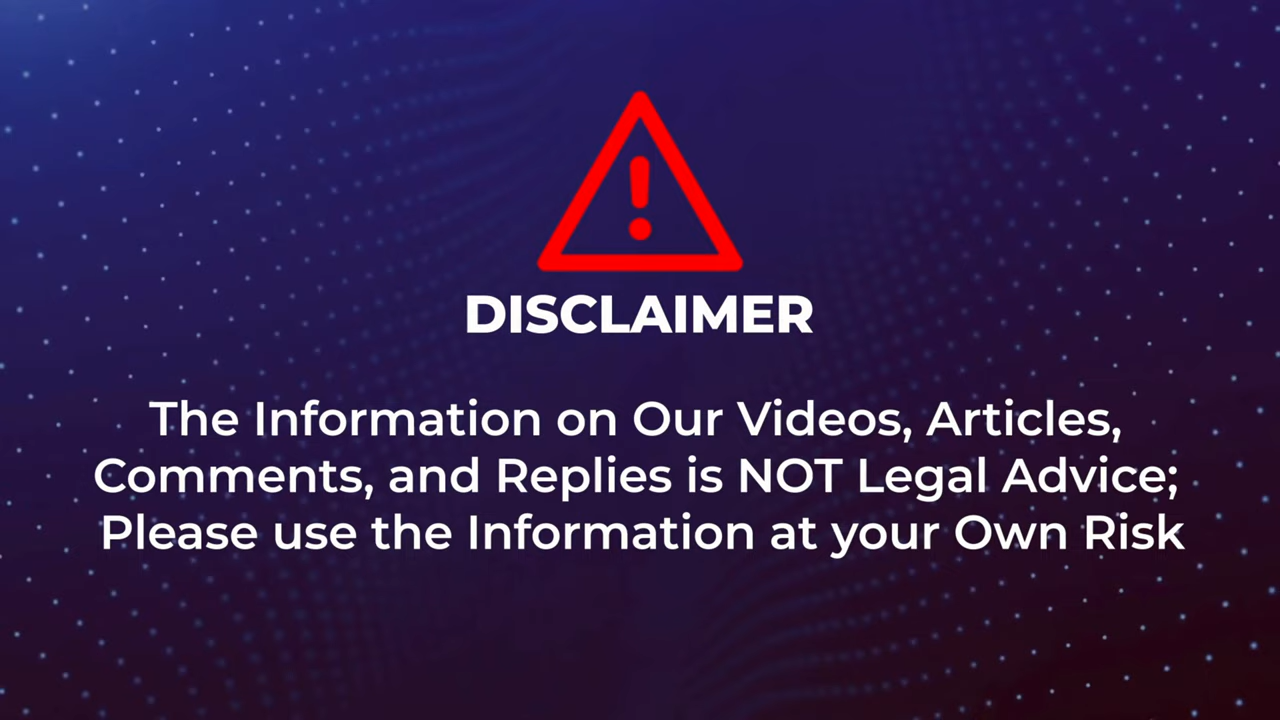 DISCLAIMER
The Information on Our Videos, Articles,
Comments, and Replies is NOT Legal Advice;
Please use the Information at your Own Risk